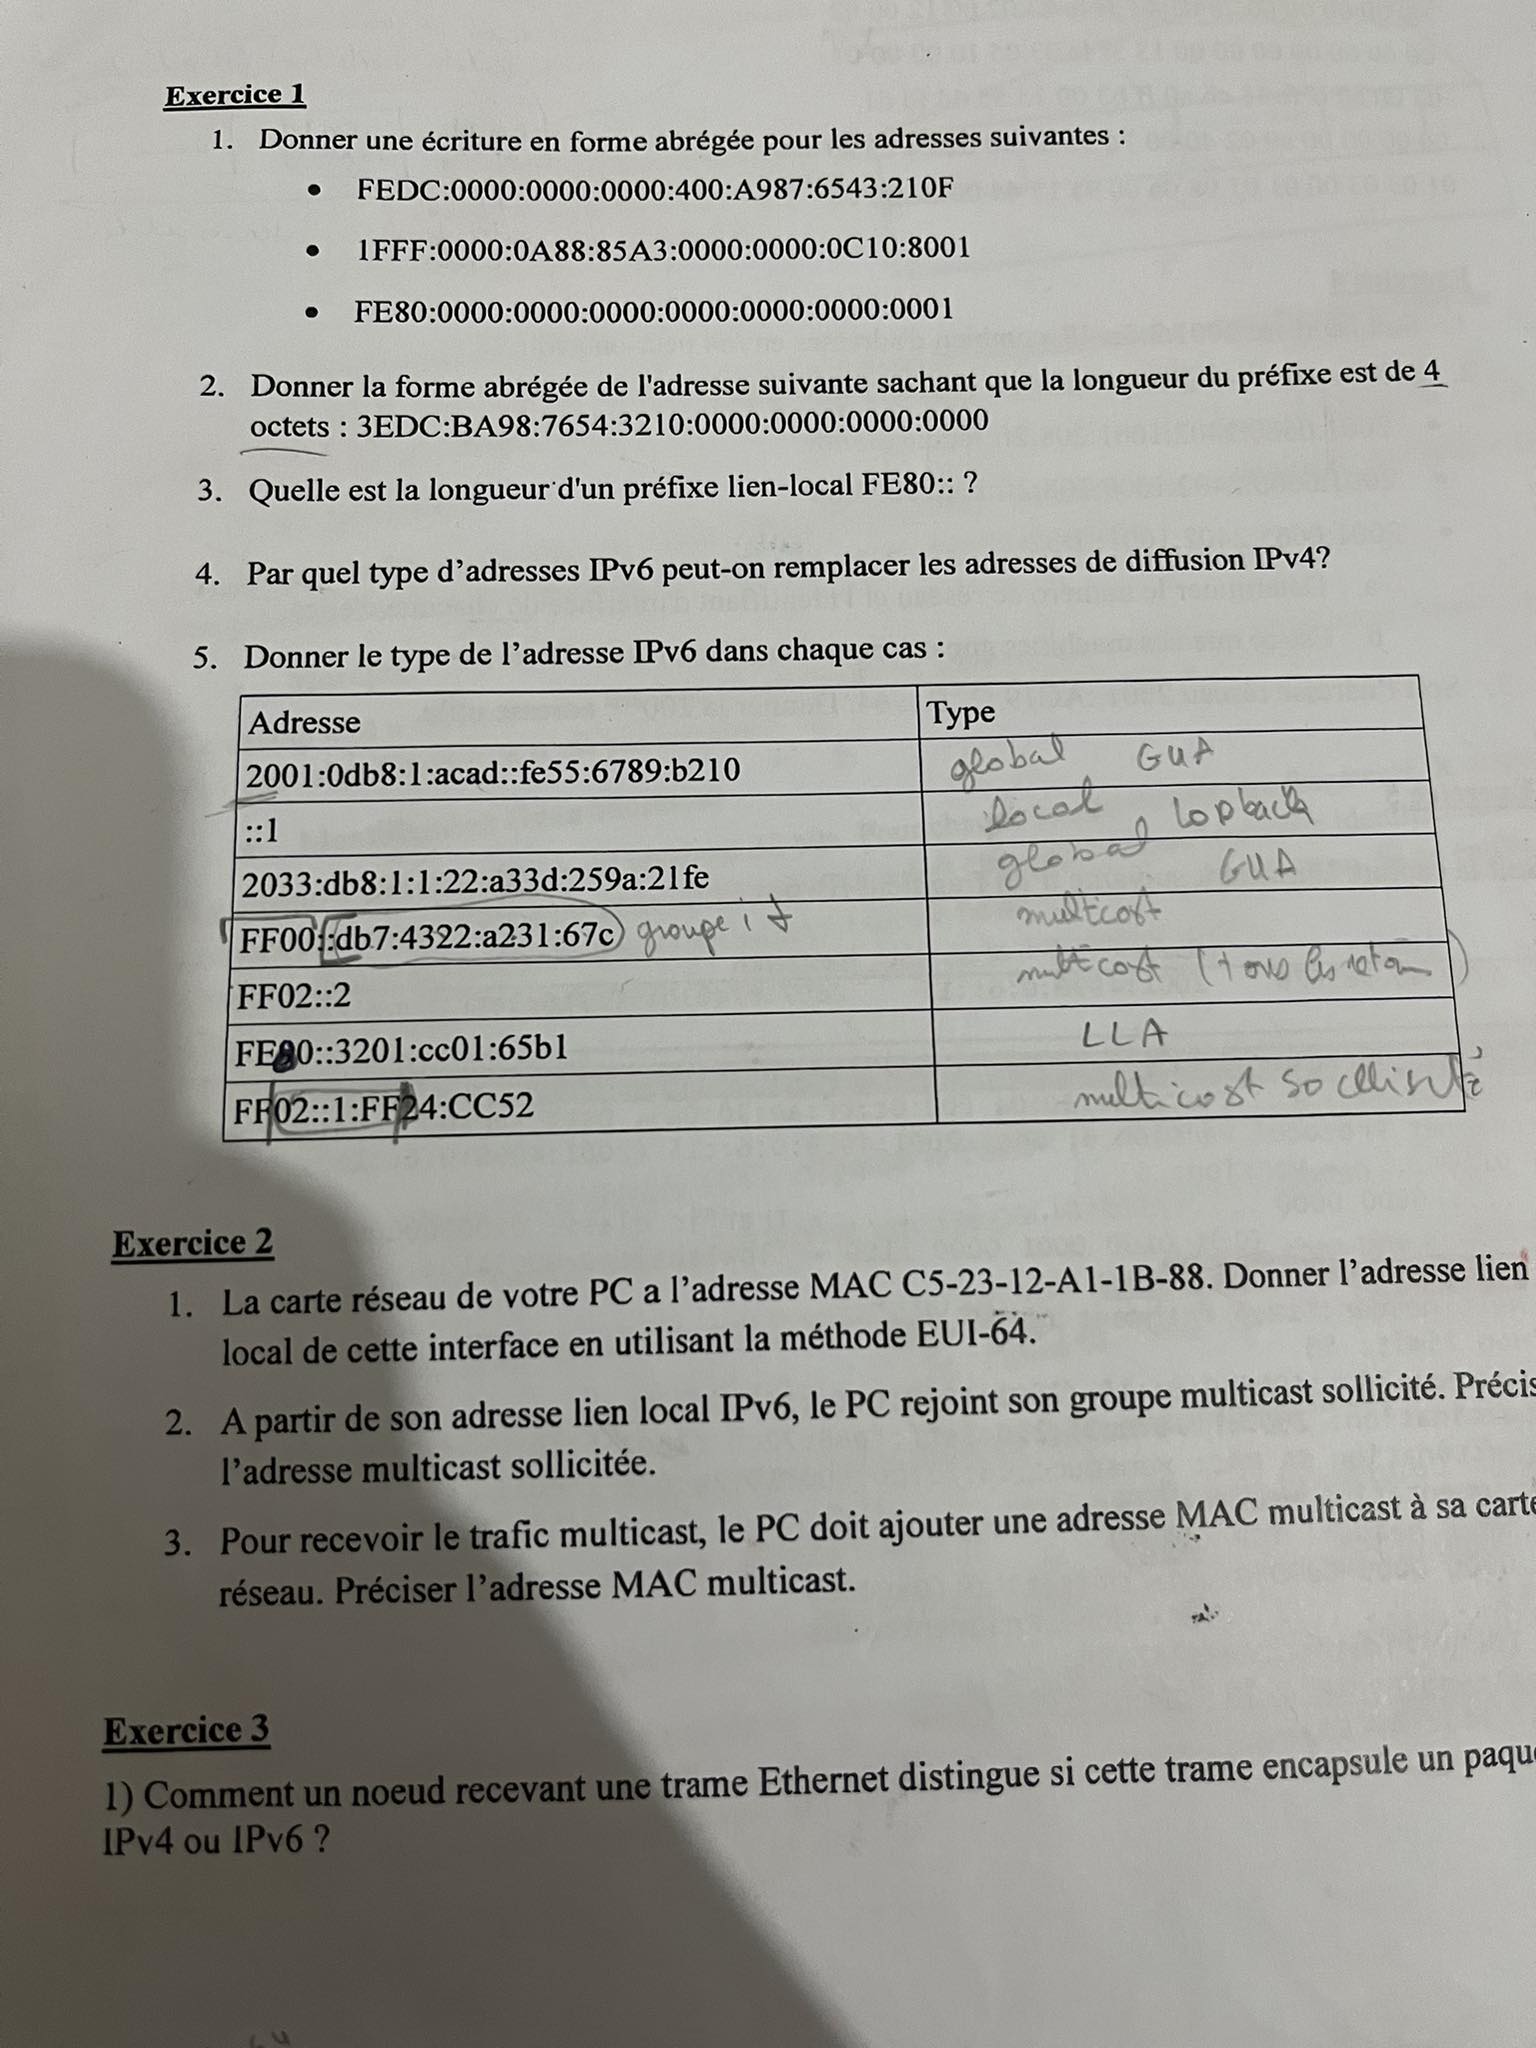 Exercice 1
1. Donner une écriture en forme abrégée pour les adresses suivantes :
• FEDC:0000:0000:0000:400:A987:6543:210F
• 1FFF:0000:0A88:85A3:0000:0000:0C10:8001
• FE80:0000:0000:0000:0000:0000:0000:0001
2. Donner la forme abrégée de l'adresse suivante sachant que la longueur du préfixe est de 4
octets : 3EDC:BA98:7654:3210:0000:0000:0000:0000
3. Quelle est la longueur d'un préfixe lien-local FE80:: ?
4. Par quel type d'adresses IPv6 peut-on remplacer les adresses de diffusion IPv4?
5. Donner le type de l'adresse IPv6 dans chaque cas :
Adresse Type
2001:0db8:1:acad::fe55:6789:b210 global GUA
::1 local, lopback
2033:db8:1:1:22:a33d:259a:21fe global GUA
FF00::db7:4322:a231:67c groupe multicast
FF02::2 multicast (tous les
FE80::3201:cc01:65b1 LLA
FF02::1:FF24:CC52 multicast socllicité
Exercice 2
1. La carte réseau de votre PC a l'adresse MAC C5-23-12-A1-1B-88. Donner l'adresse lien
local de cette interface en utilisant la méthode EUI-64.
2. A partir de son adresse lien local IPv6, le PC rejoint son groupe multicast sollicité. Précis
l'adresse multicast sollicitée.
3. Pour recevoir le trafic multicast, le PC doit ajouter une adresse MAC multicast à sa carte
réseau. Préciser l'adresse MAC multicast.
Exercice 3
1) Comment un noeud recevant une trame Ethernet distingue si cette trame encapsule un paqu
IPv4 ou IPv6 ?